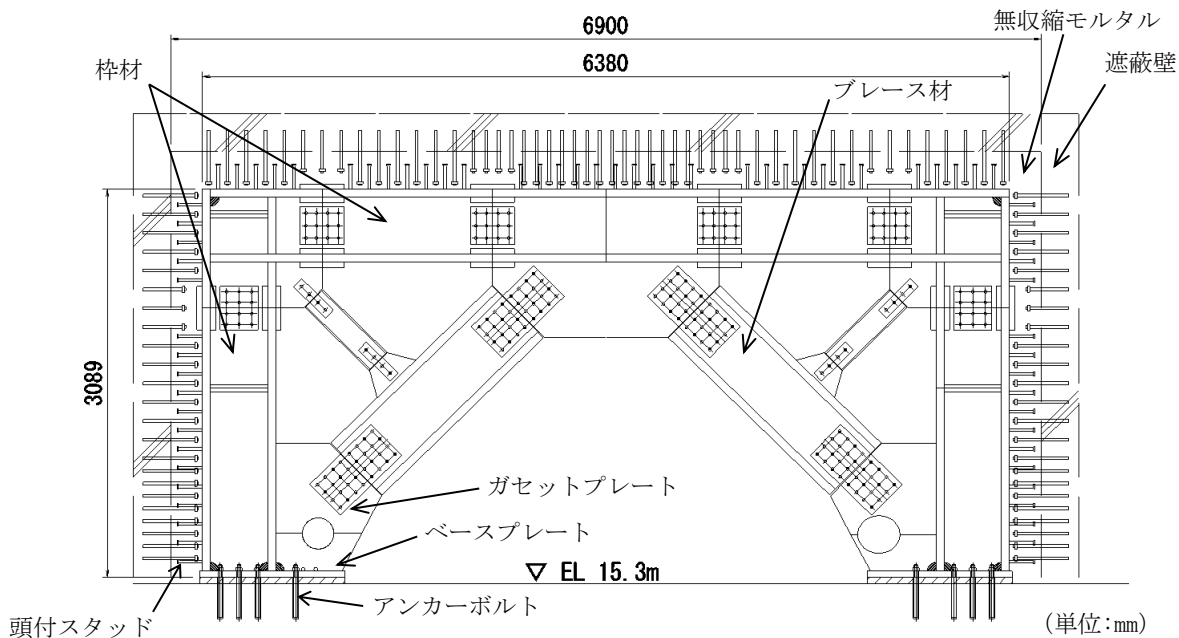 6900
無収縮モルタル
枠材
6380
遮蔽壁
ブレース材
3089
ガセットプレート
ベースプレート
▽ EL 15.3m
頭付スタッド
アンカーボルト
(単位:mm)